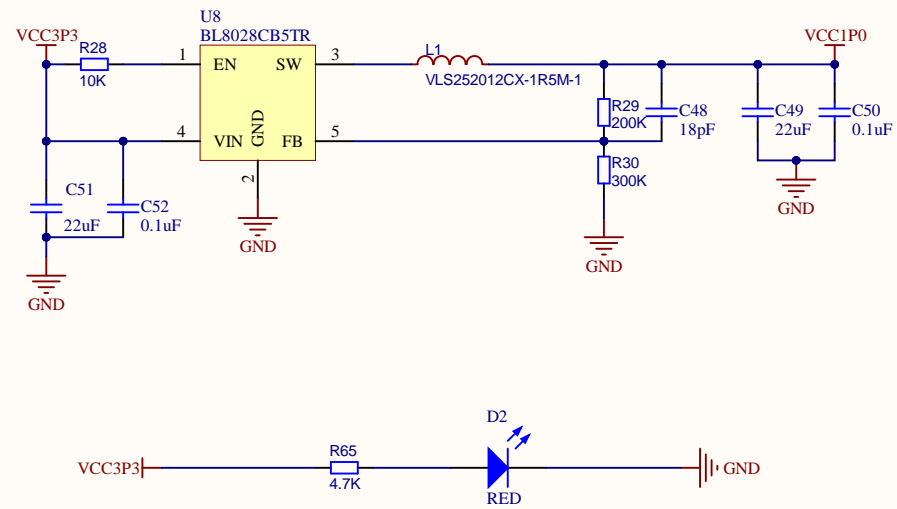 U8
VCC3P3
BL8028CB5TR
VCC1P0
R28
10K
1
EN
SW
3
L1
VLS252012CX-1R5M-1
R29
200K
C48
18pF
C49
22uF
C50
0.1uF
4
VIN
GND
FB
5
2
R30
300K
C51
22uF
C52
0.1uF
GND
GND
GND
GND
D2
VCC3P3
R65
4.7K
RED
GND